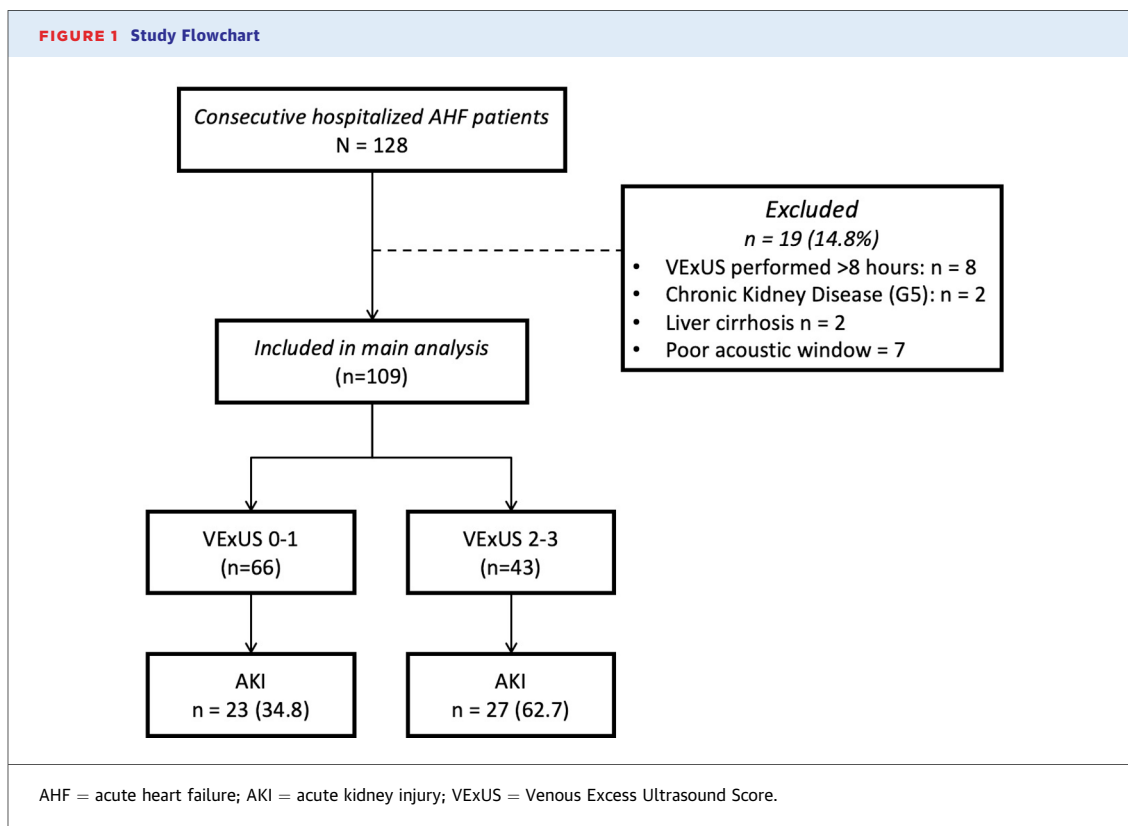 FIGURE 1 Study Flowchart
Consecutive hospitalized AHF patients
N = 128
Excluded
n = 19 (14.8%)
• VExUS performed >8 hours: n = 8
• Chronic Kidney Disease (G5): n = 2
• Liver cirrhosis n = 2
• Poor acoustic window = 7
Included in main analysis
(n=109)
VExUS 0-1
(n=66)
VExUS 2-3
(n=43)
AKI
n = 23 (34.8)
AKI
n = 27 (62.7)
AHF = acute heart failure; AKI = acute kidney injury; VExUS = Venous Excess Ultrasound Score.